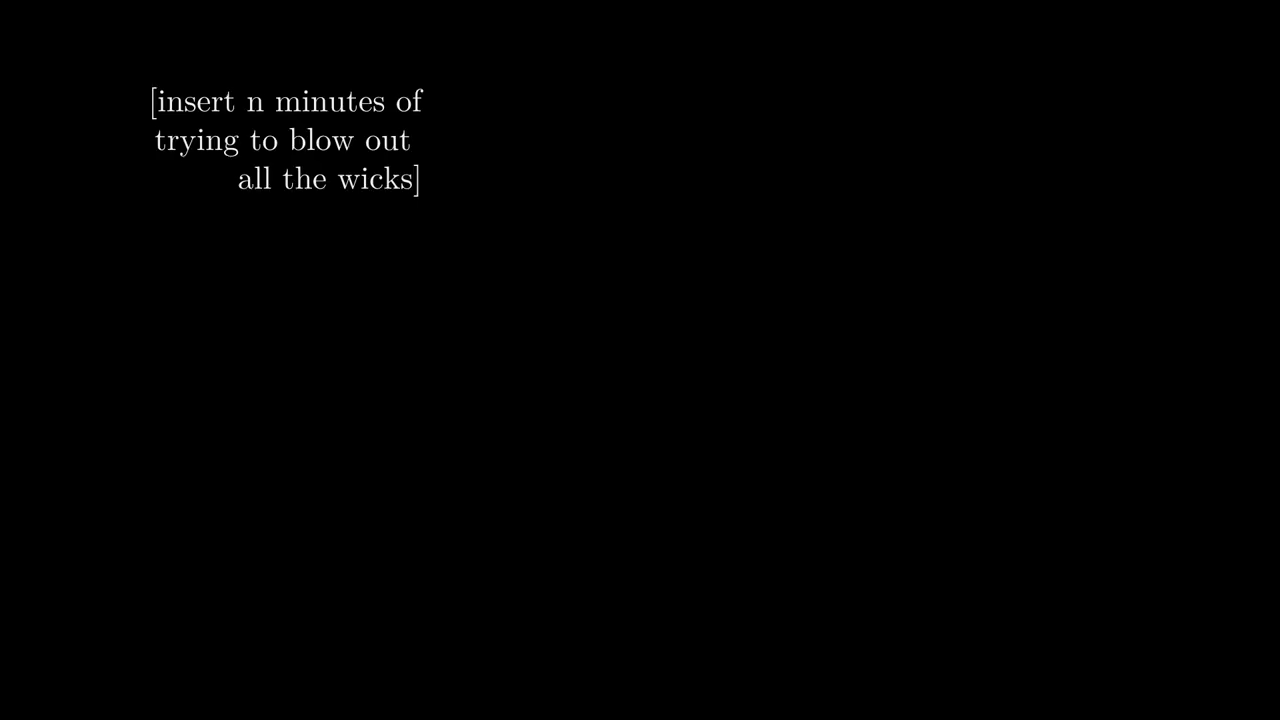 [insert n minutes of
trying to blow out
all the wicks]